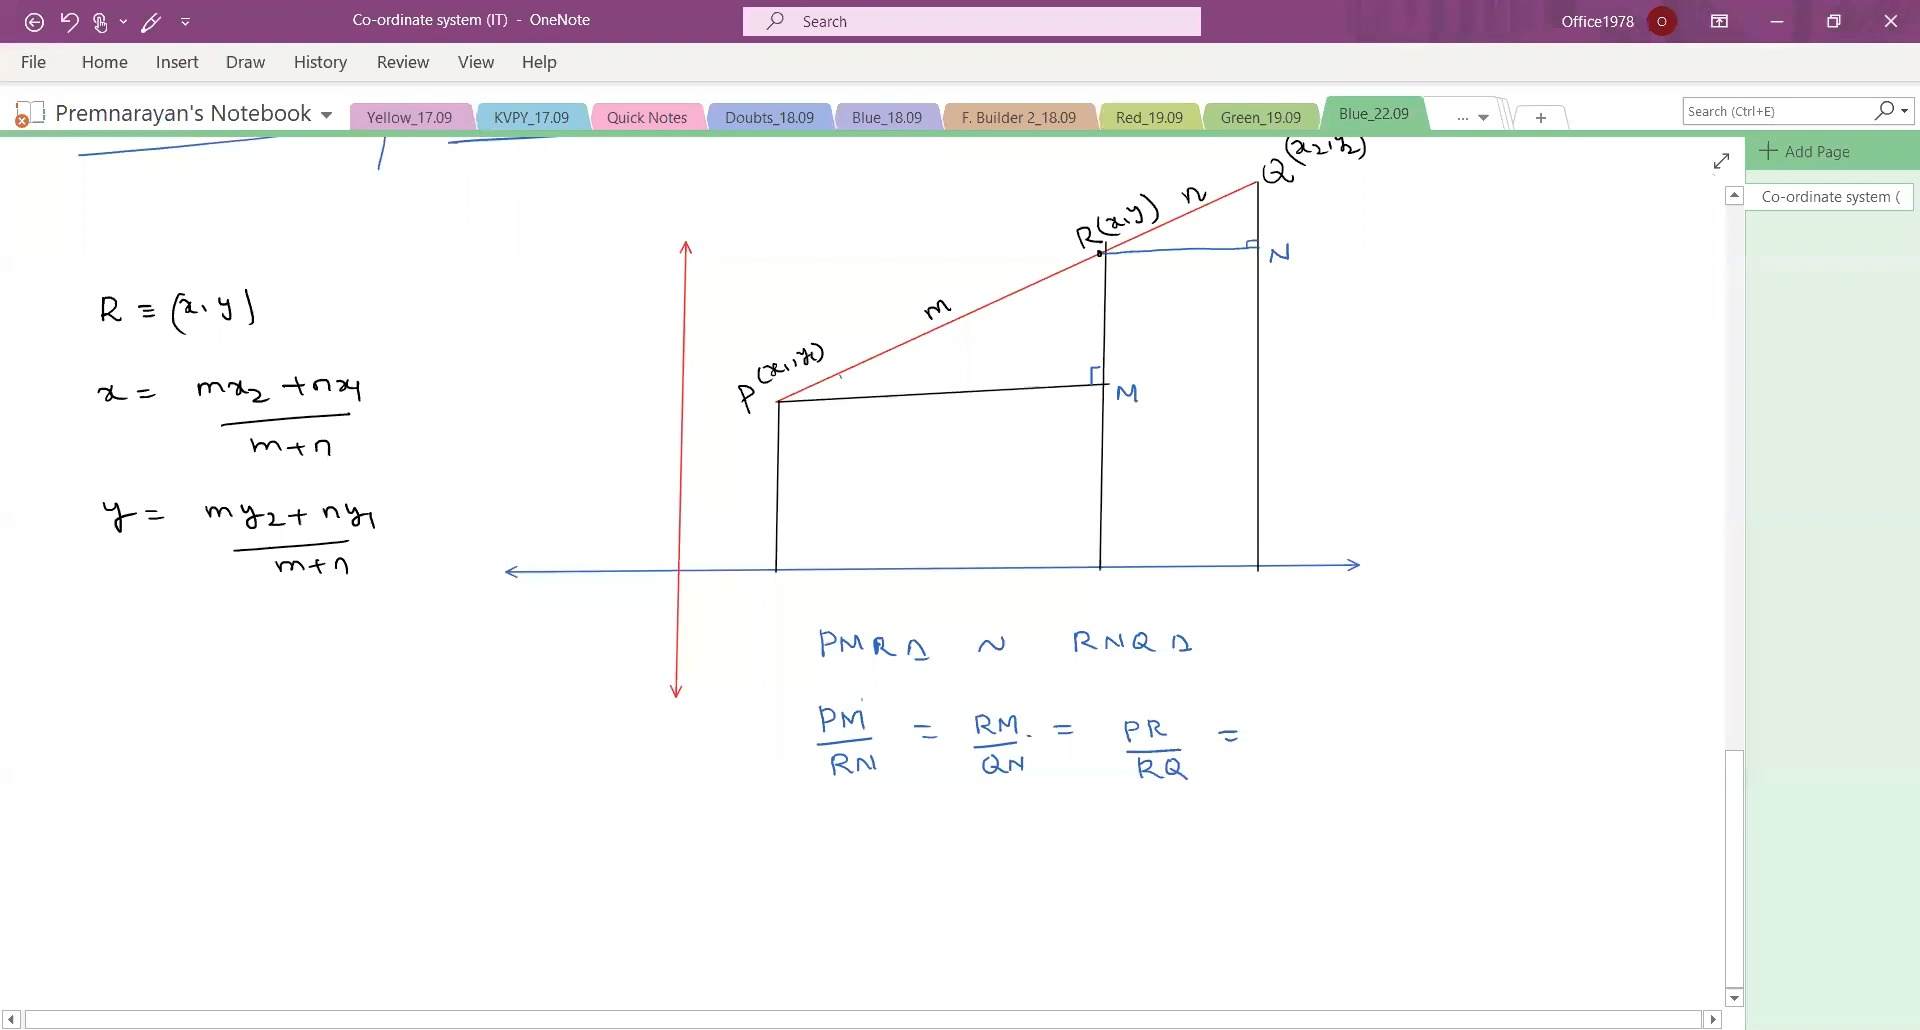 Co-ordinate system (IT) - OneNote
Search
Office1978
O
File Home Insert Draw History Review View Help
Premnarayan's Notebook
Yellow_17.09
KVPY_17.09
Quick Notes
Doubts_18.09
Blue_18.09
F. Builder 2_18.09
Red_19.09
Green_19.09
Blue_22.09
...
+
Search (Ctrl+E)
Add Page
Co-ordinate system (
Q (x2, y2)
n
R (x,y)
N
m
P (x1, y1)
M
R ≡ (x, y)
x = mx2 + nx1
m+n
y = my2 + ny1
m+n
PMR Δ ~ RNQ Δ
PM/RN = RM/QN = PR/RQ =